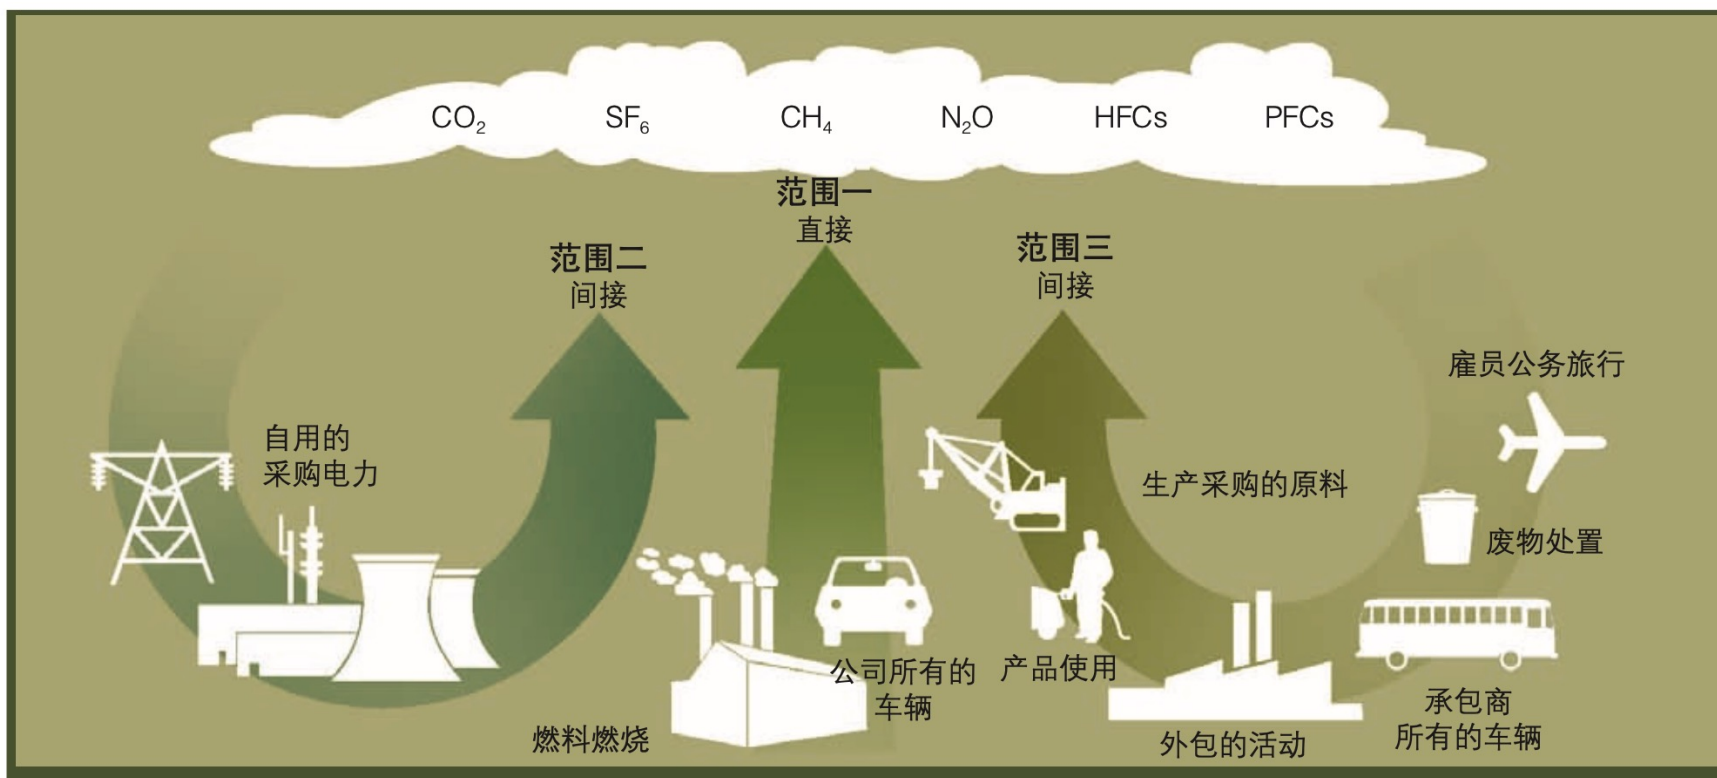 CO₂ SF₆ CH₄ N₂O HFCs PFCs
范围一
直接
范围二
间接
范围三
间接
自用的
采购电力
燃料燃烧
公司所有的
车辆
产品使用
生产采购的原料
外包的活动
雇员公务旅行
废物处置
承包商
所有的车辆